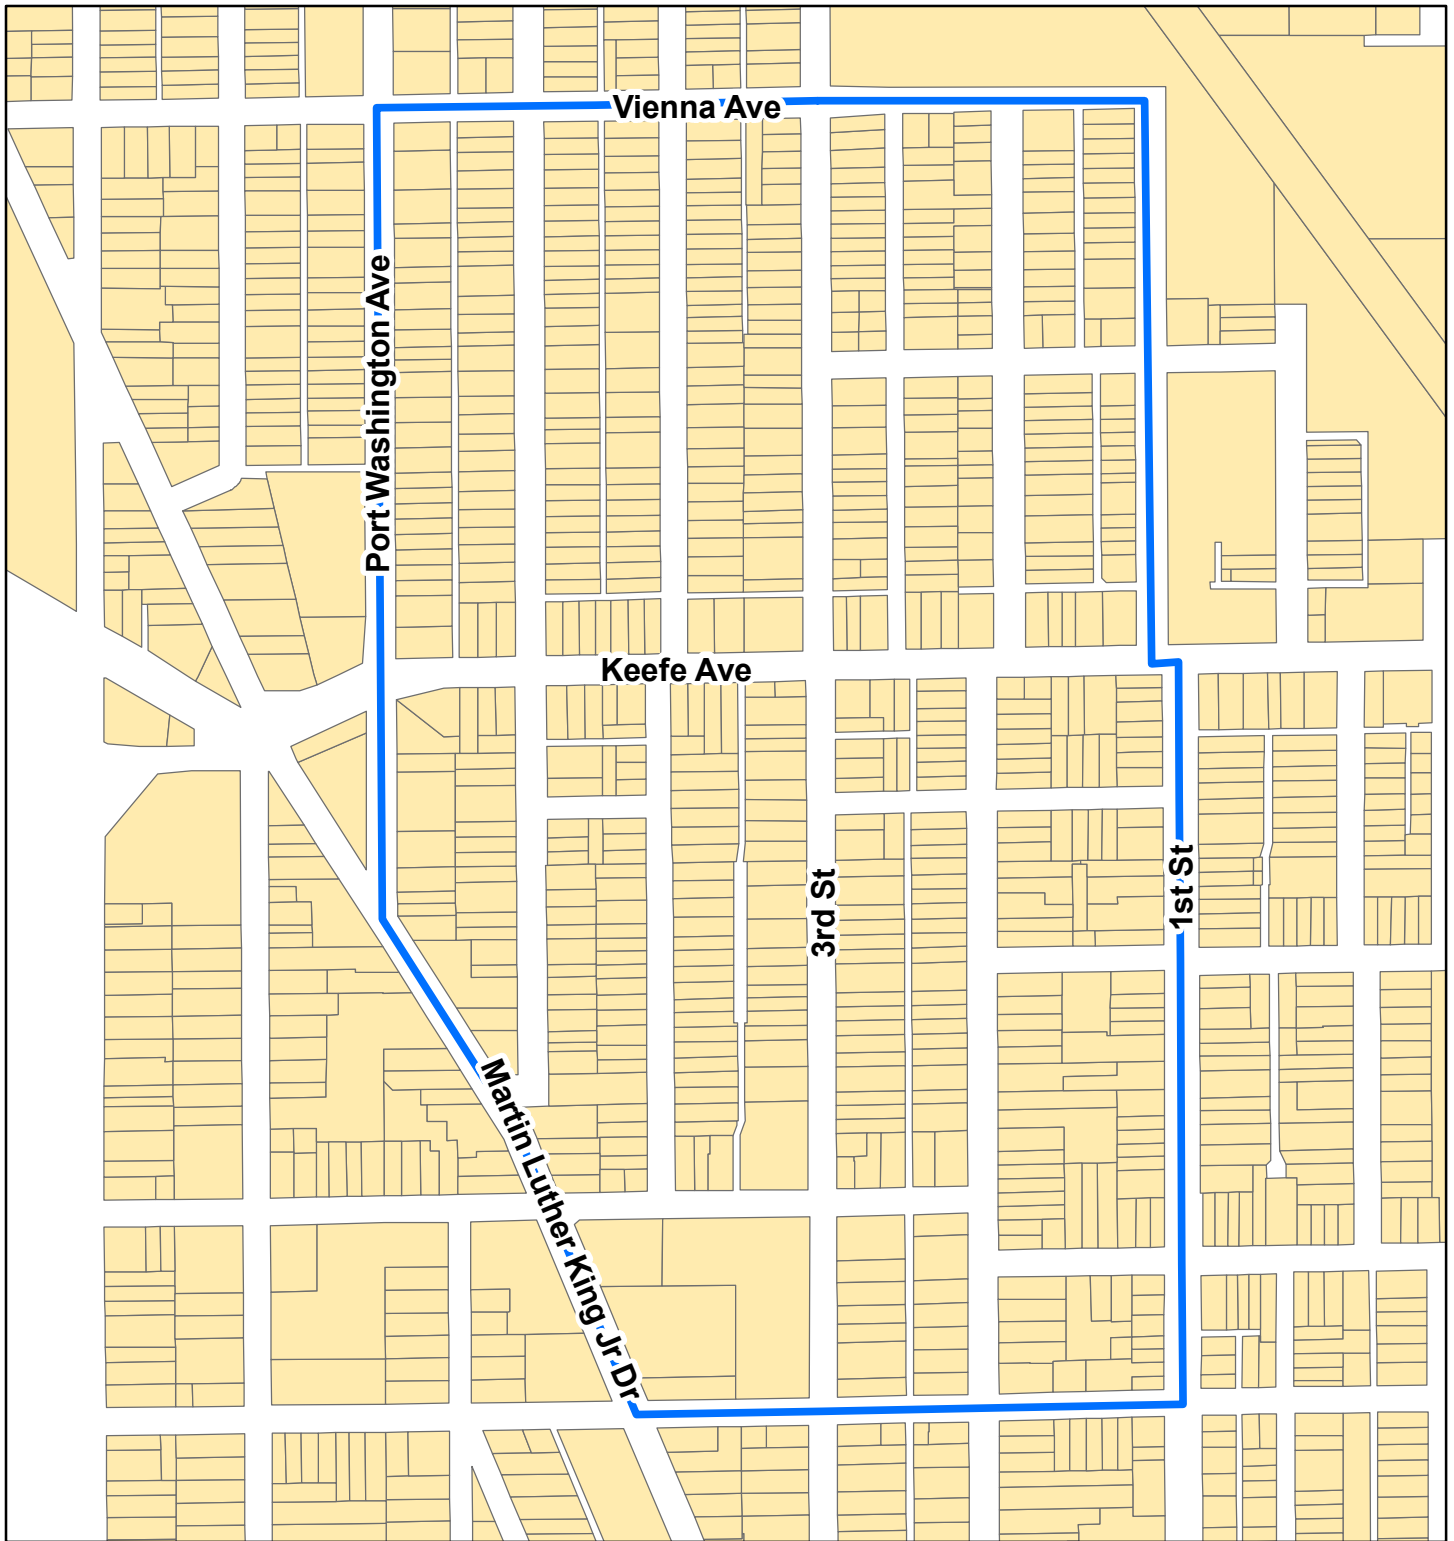 Vienna Ave
Port Washington Ave
Keefe Ave
3rd St
1st St
Martin Luther King Jr Dr